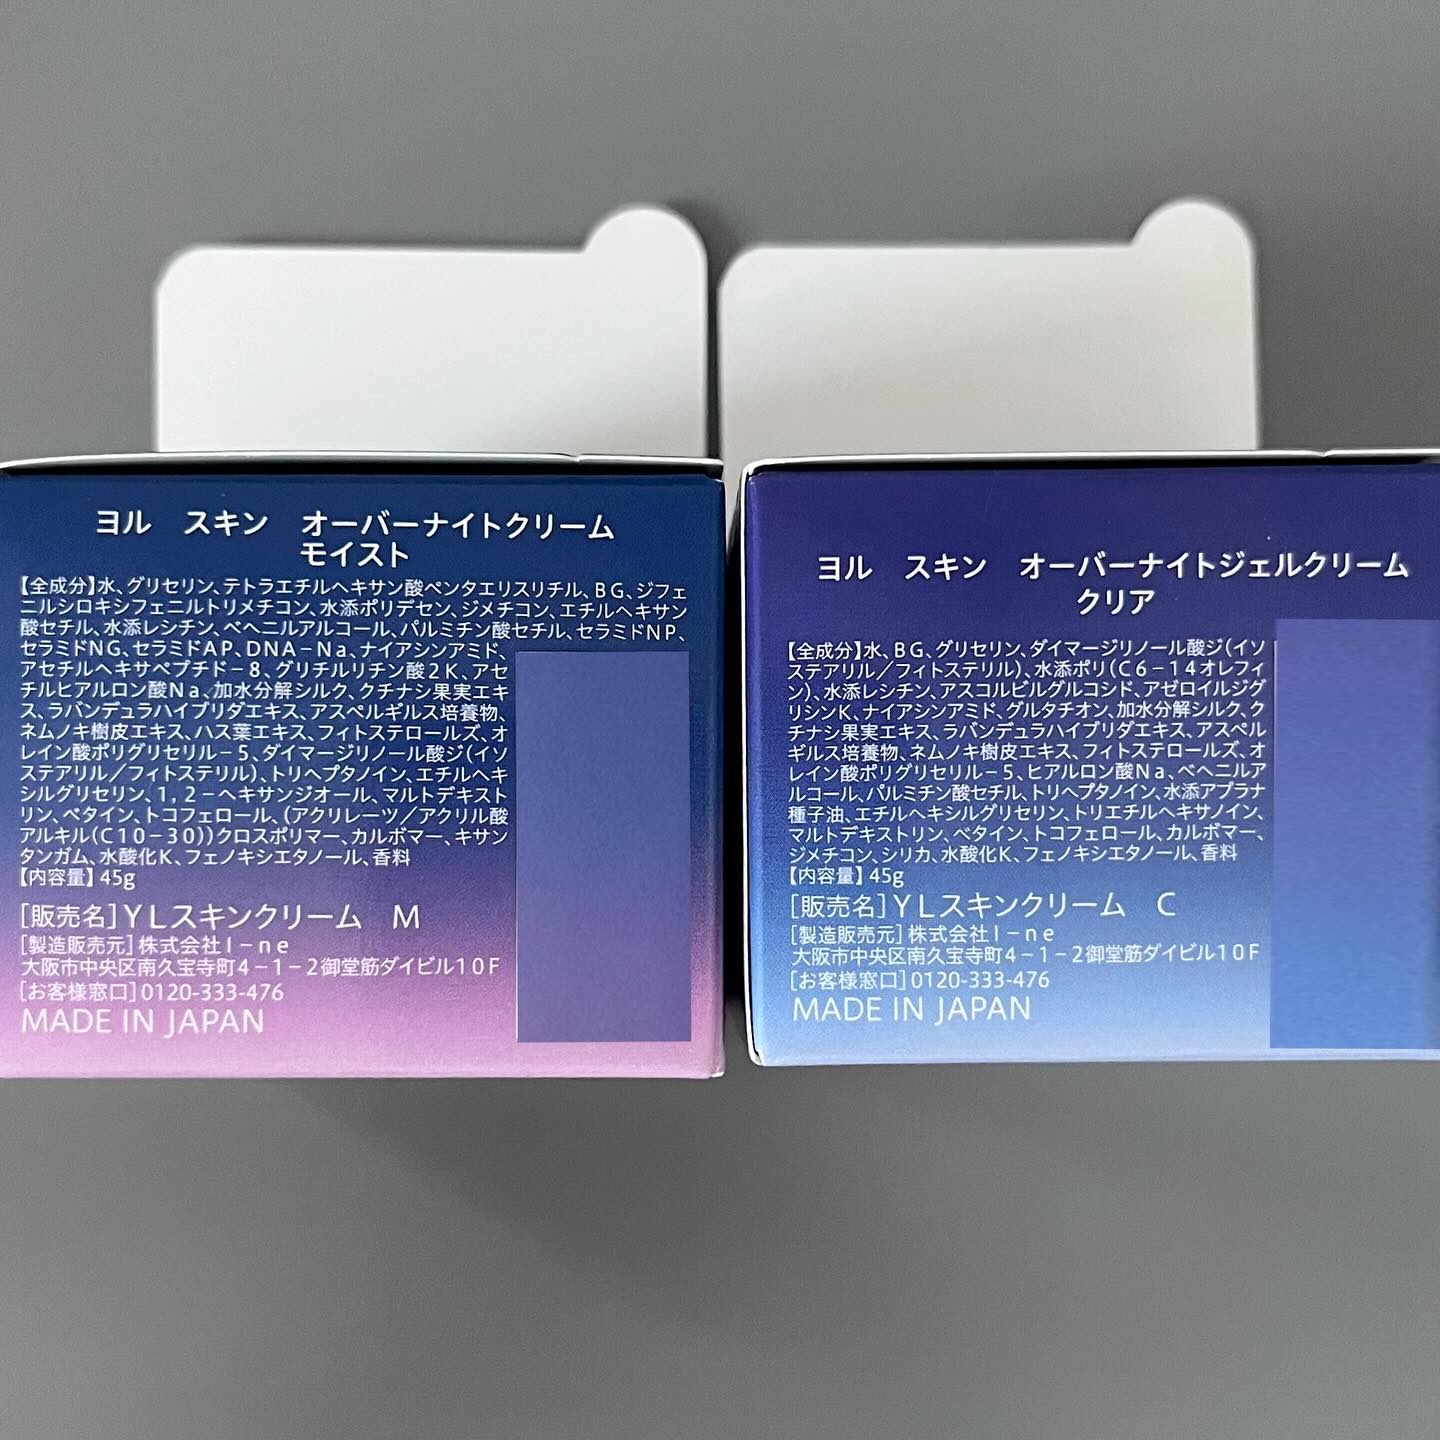 ヨル　スキン　オーバーナイトクリーム
モイスト
【全成分】水、グリセリン、テトラエチルヘキサン酸ペンタエリスリチル、BG、ジフェ
ニルシロキシフェニルトリメチコン、水添ポリデセン、ジメチコン、エチルヘキサン
酸セチル、水添レシチン、ベヘニルアルコール、パルミチン酸セチル、セラミドNP、
セラミドNG、セラミドAP、DNA－Na、ナイアシンアミド、
アセチルヘキサペプチド－8、グリチルリチン酸2K、アセ
チルヒアルロン酸Na、加水分解シルク、クチナシ果実エキ
ス、ラバンデュラハイブリダエキス、アスペルギルス培養物、
ネムノキ樹皮エキス、ハス葉エキス、フィトステロールズ、オ
レイン酸ポリグリセリル－5、ダイマージリノール酸ジ(イソ
ステアリル／フィトステリル)、トリヘプタノイン、エチルヘキ
シルグリセリン、1，2－ヘキサンジオール、マルトデキスト
リン、ベタイン、トコフェロール、(アクリレーツ／アクリル酸
アルキル(C10－30))クロスポリマー、カルボマー、キサン
タンガム、水酸化K、フェノキシエタノール、香料
【内容量】45g
[販売名]YLスキンクリーム　M
[製造販売元]株式会社I－ne
大阪市中央区南久宝寺町4－1－2御堂筋ダイビル10F
[お客様窓口]0120-333-476
MADE IN JAPAN
ヨル　スキン　オーバーナイトジェルクリーム
クリア
【全成分】水、BG、グリセリン、ダイマージリノール酸ジ(イソ
ステアリル／フィトステリル)、水添ポリ(C6－14オレフィ
ン)、水添レシチン、アスコルビルグルコシド、アゼロイルジグ
リシンK、ナイアシンアミド、グルタチオン、加水分解シルク、ク
チナシ果実エキス、ラバンデュラハイブリダエキス、アスペル
ギルス培養物、ネムノキ樹皮エキス、フィトステロールズ、オ
レイン酸ポリグリセリル－5、ヒアルロン酸Na、ベヘニルア
ルコール、パルミチン酸セチル、トリヘプタノイン、水添アブラナ
種子油、エチルヘキシルグリセリン、トリエチルヘキサノイン、
マルトデキストリン、ベタイン、トコフェロール、カルボマー、
ジメチコン、シリカ、水酸化K、フェノキシエタノール、香料
【内容量】45g
[販売名]YLスキンクリーム　C
[製造販売元]株式会社I－ne
大阪市中央区南久宝寺町4－1－2御堂筋ダイビル10F
[お客様窓口]0120-333-476
MADE IN JAPAN